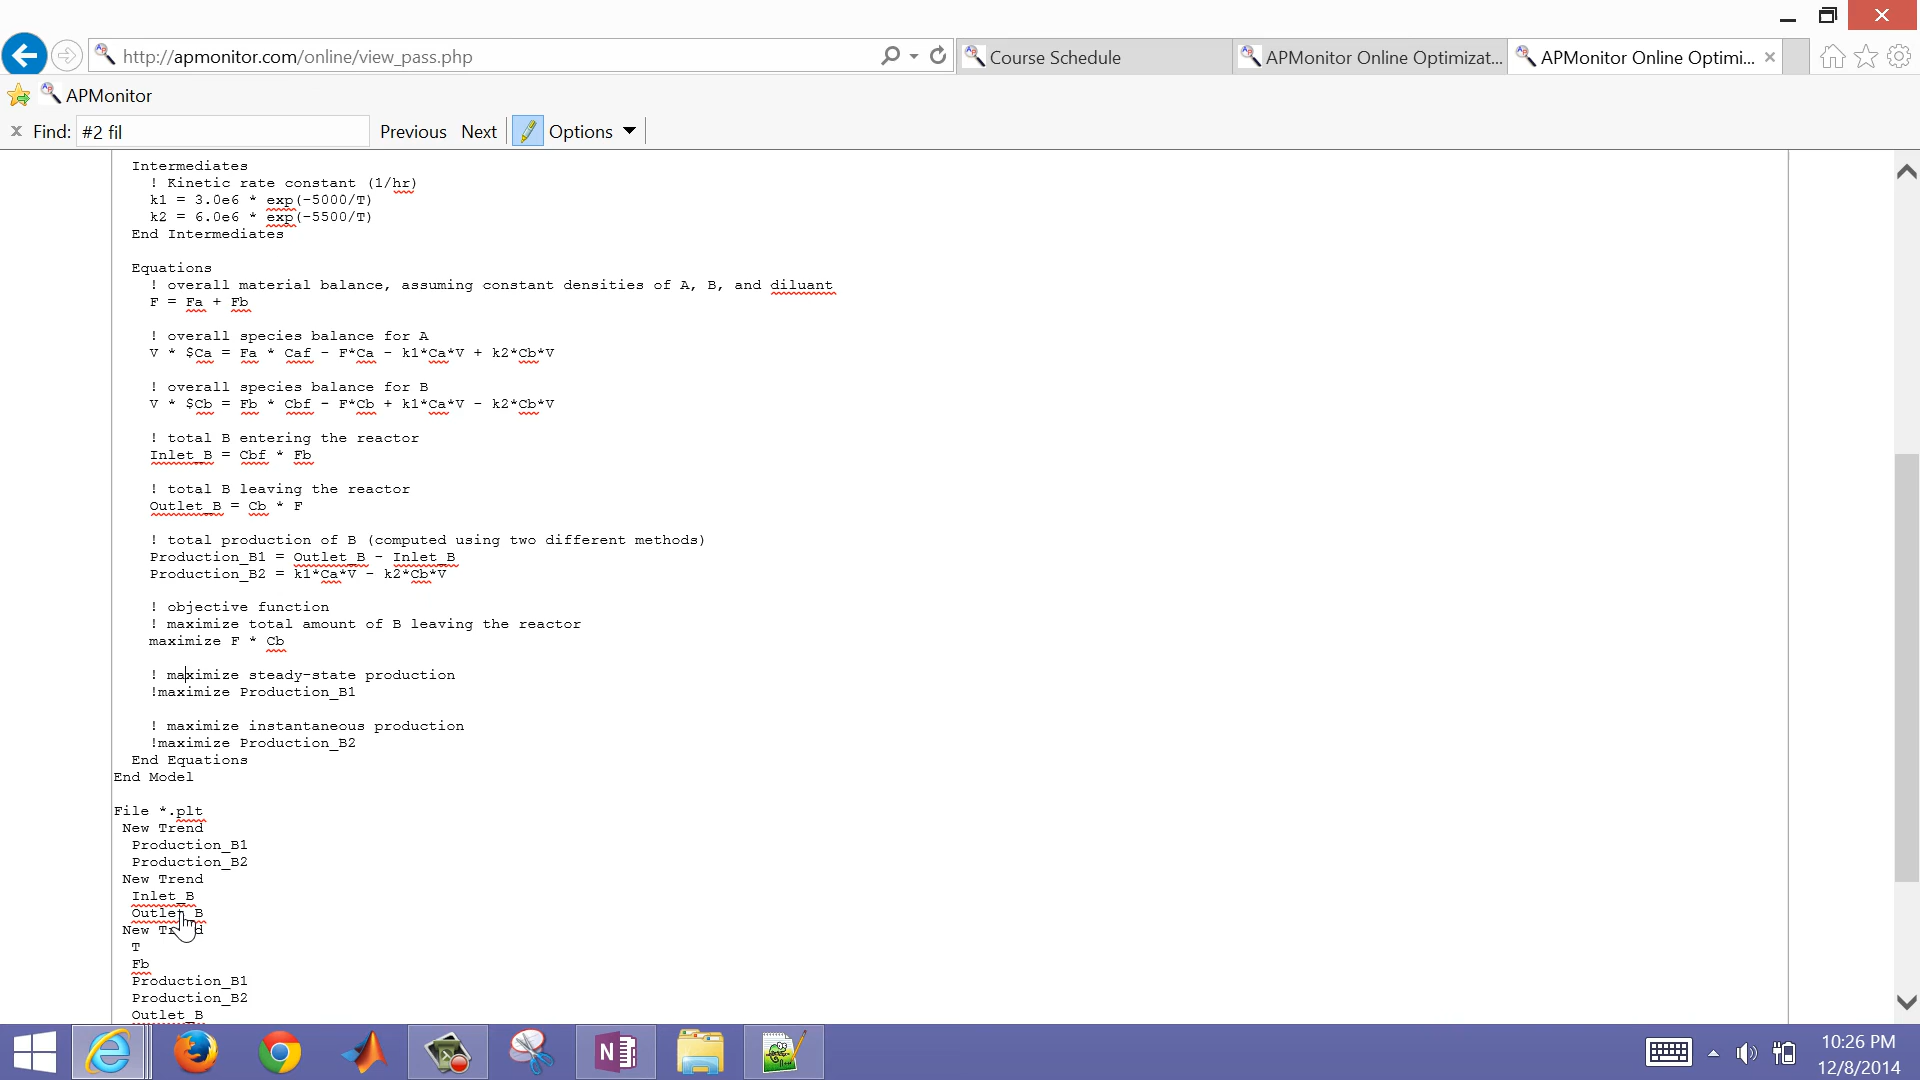 http://apmonitor.com/online/view_pass.php
Course Schedule
APMonitor Online Optimizat...
APMonitor Online Optimi...
APMonitor
Find: #2 fil
Previous Next Options
Intermediates
! Kinetic rate constant (1/hr)
k1 = 3.0e6 * exp(-5000/T)
k2 = 6.0e6 * exp(-5500/T)
End Intermediates
Equations
! overall material balance, assuming constant densities of A, B, and diluant
F = Fa + Fb
! overall species balance for A
V * $Ca = Fa * Caf - F*Ca - k1*Ca*V + k2*Cb*V
! overall species balance for B
V * $Cb = Fb * Cbf - F*Cb + k1*Ca*V - k2*Cb*V
! total B entering the reactor
Inlet_B = Cbf * Fb
! total B leaving the reactor
Outlet_B = Cb * F
! total production of B (computed using two different methods)
Production_B1 = Outlet_B - Inlet_B
Production_B2 = k1*Ca*V - k2*Cb*V
! objective function
! maximize total amount of B leaving the reactor
maximize F * Cb
! maximize steady-state production
!maximize Production_B1
! maximize instantaneous production
!maximize Production_B2
End Equations
End Model
File *.plt
New Trend
Production_B1
Production_B2
New Trend
Inlet_B
Outlet_B
New Trend
T
Fb
Production_B1
Production_B2
Outlet_B
10:26 PM
12/8/2014